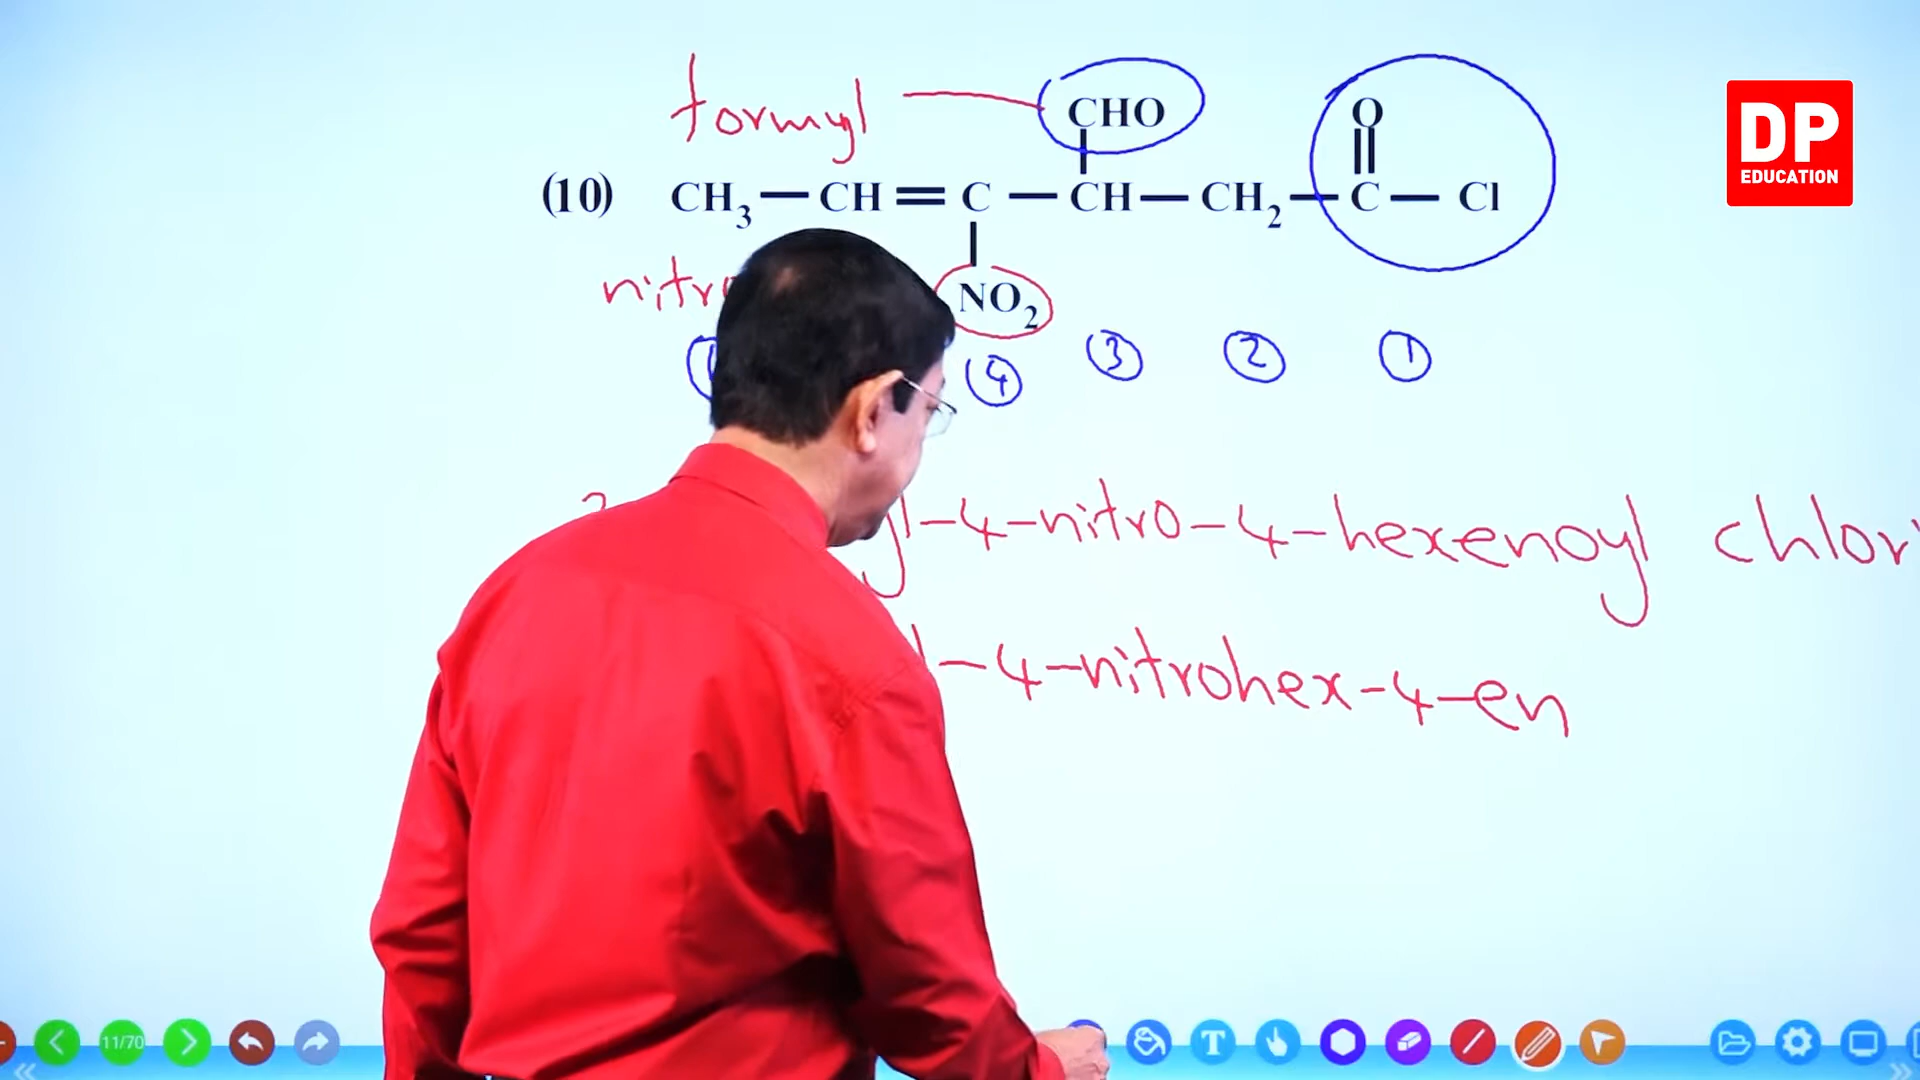 formyl
CHO
O
(10) CH3 — CH = C — CH — CH2 — C — Cl
NO2
④ ③ ② ①
-4-nitro-4-hexenoyl chlor
-4-nitrohex-4-en
DP
EDUCATION
11/70
T